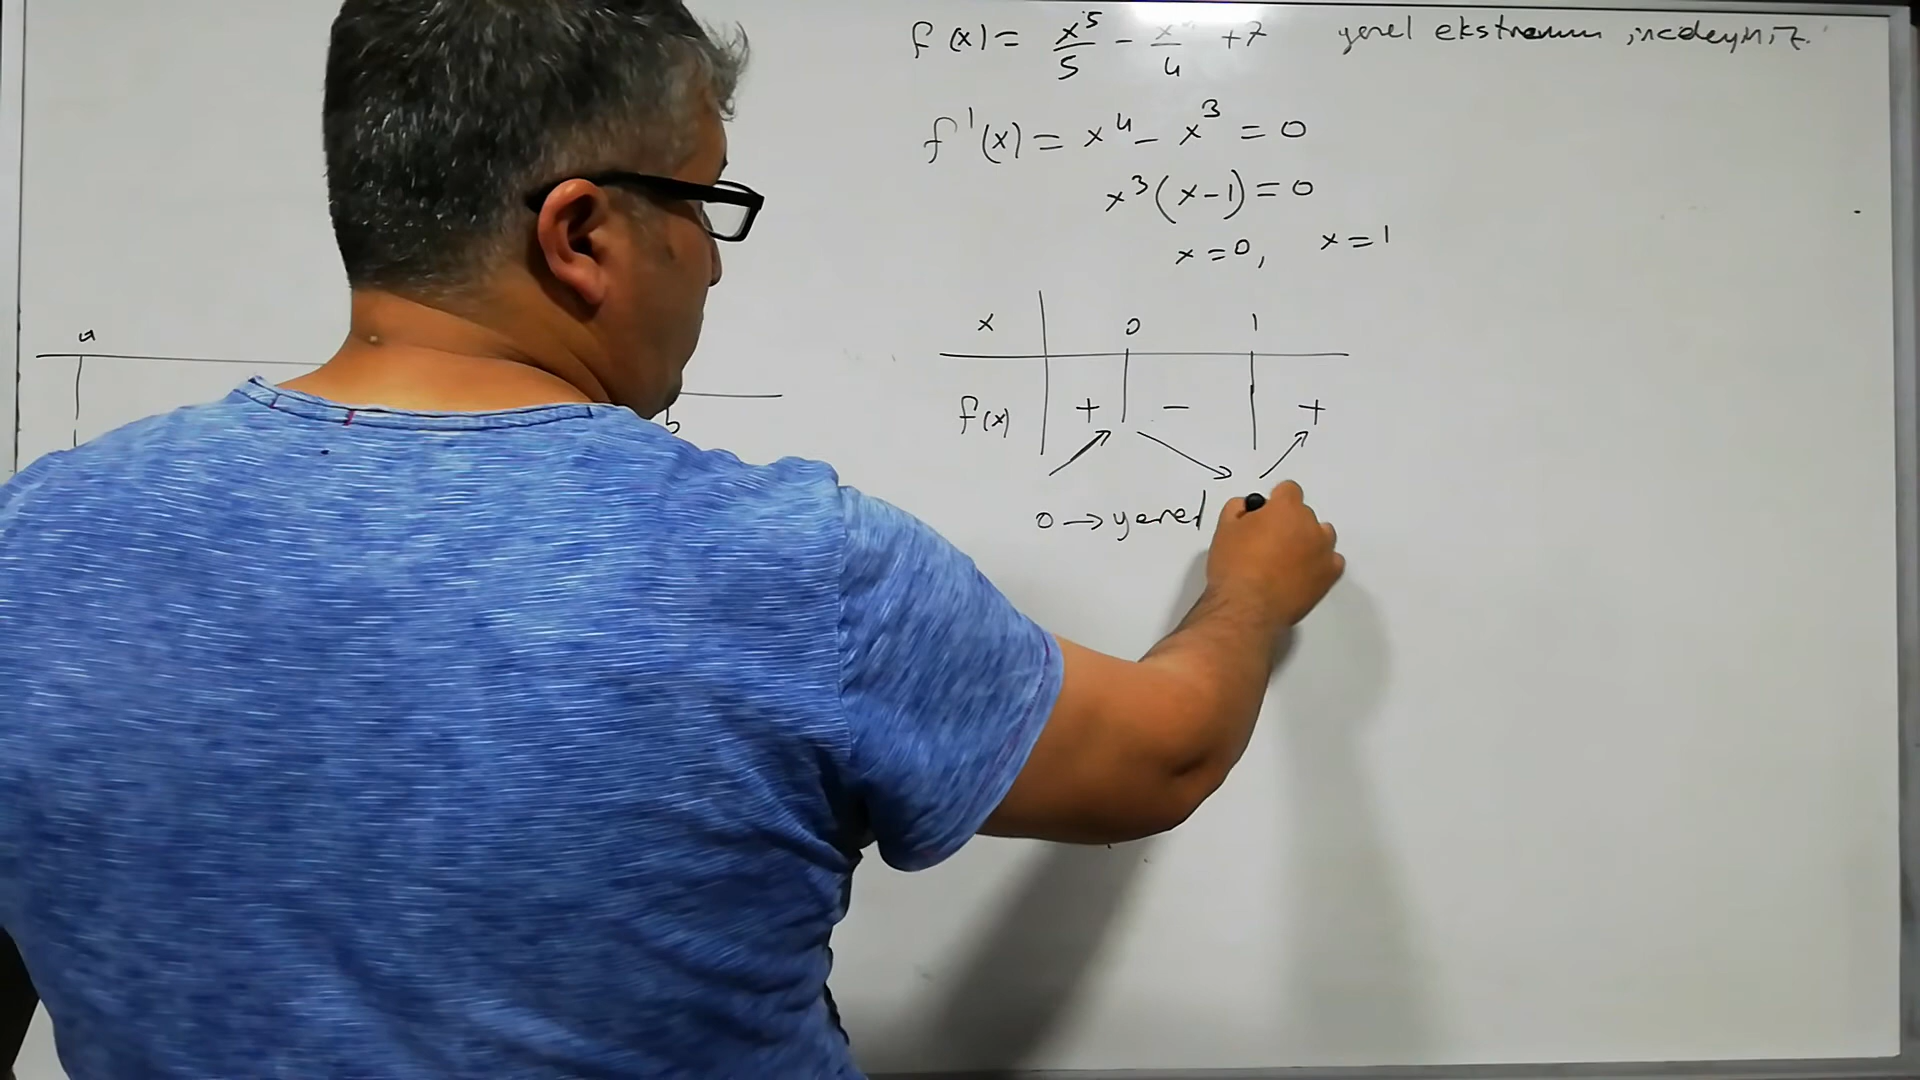 f(x) = x⁵/5 - x⁴/4 + 7 yerel ekstremum inceleyiniz.
f'(x) = x⁴ - x³ = 0
x³(x-1) = 0
x=0, x=1
a
x 0 1
b
f(x) + - +
0 → yerel